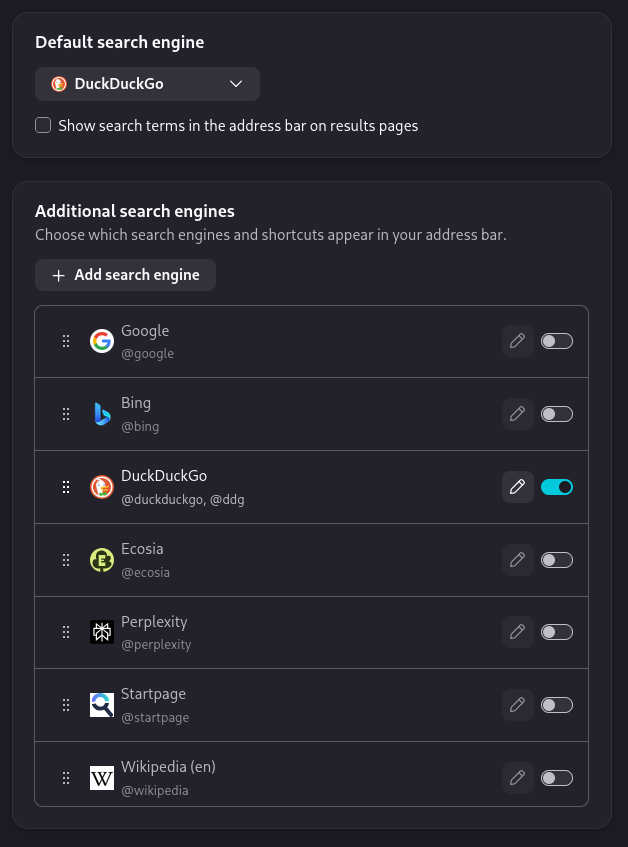 Default search engine
DuckDuckGo
Show search terms in the address bar on results pages
Additional search engines
Choose which search engines and shortcuts appear in your address bar.
Add search engine
Google
@google
Bing
@bing
DuckDuckGo
@duckduckgo, @ddg
Ecosia
@ecosia
Perplexity
@perplexity
Startpage
@startpage
Wikipedia (en)
@wikipedia